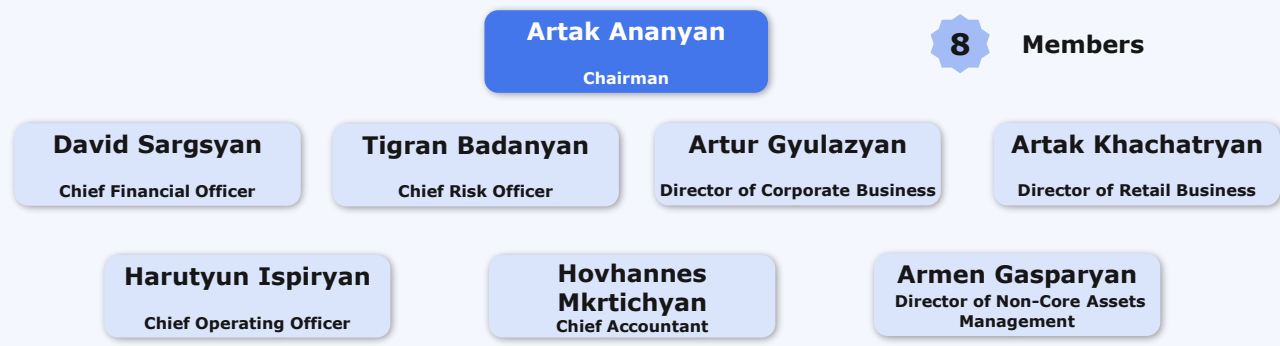 Artak Ananyan
Chairman
8
Members
David Sargsyan
Chief Financial Officer
Tigran Badanyan
Chief Risk Officer
Artur Gyulazyan
Director of Corporate Business
Artak Khachatryan
Director of Retail Business
Harutyun Ispiryan
Chief Operating Officer
Hovhannes
Mkrtichyan
Chief Accountant
Armen Gasparyan
Director of Non-Core Assets
Management